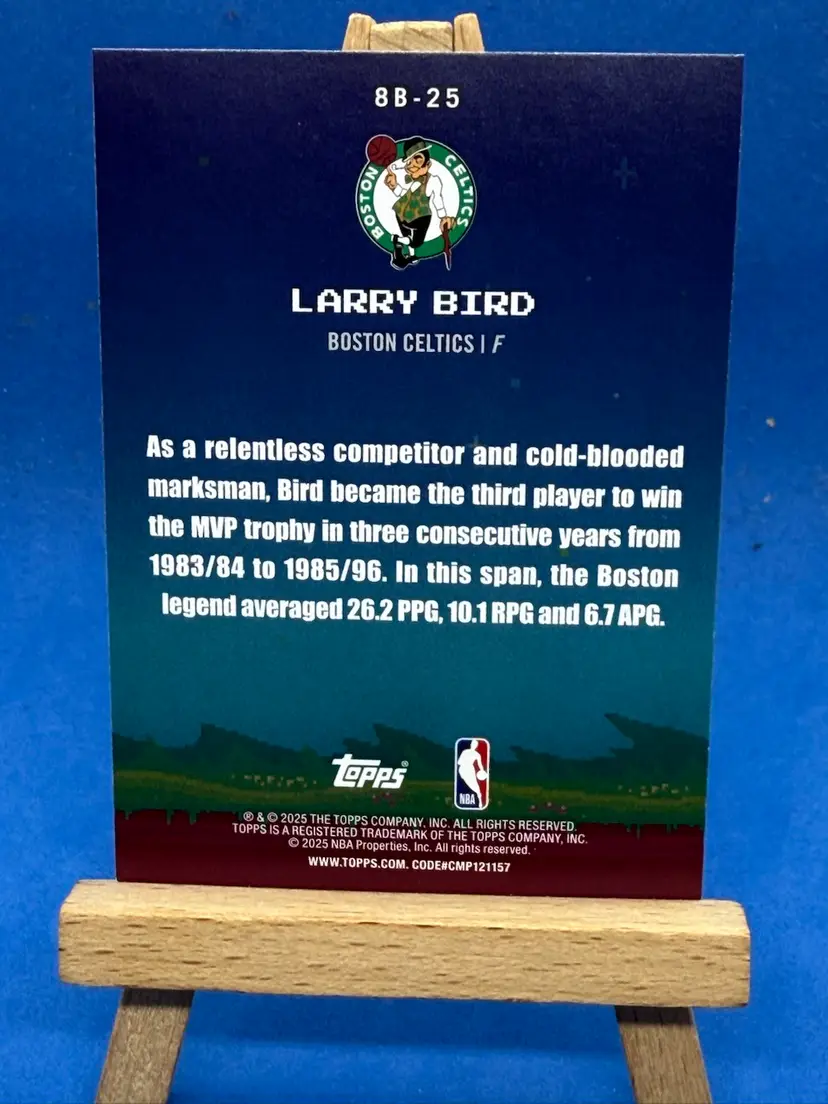 8B-25
BOSTON CELTICS
LARRY BIRD
BOSTON CELTICS | F
As a relentless competitor and cold-blooded
marksman, Bird became the third player to win
the MVP trophy in three consecutive years from
1983/84 to 1985/96. In this span, the Boston
legend averaged 26.2 PPG, 10.1 RPG and 6.7 APG.
topps®
NBA
® & © 2025 THE TOPPS COMPANY, INC. ALL RIGHTS RESERVED.
TOPPS IS A REGISTERED TRADEMARK OF THE TOPPS COMPANY, INC.
© 2025 NBA Properties, Inc. All rights reserved.
WWW.TOPPS.COM. CODE#CMP121157